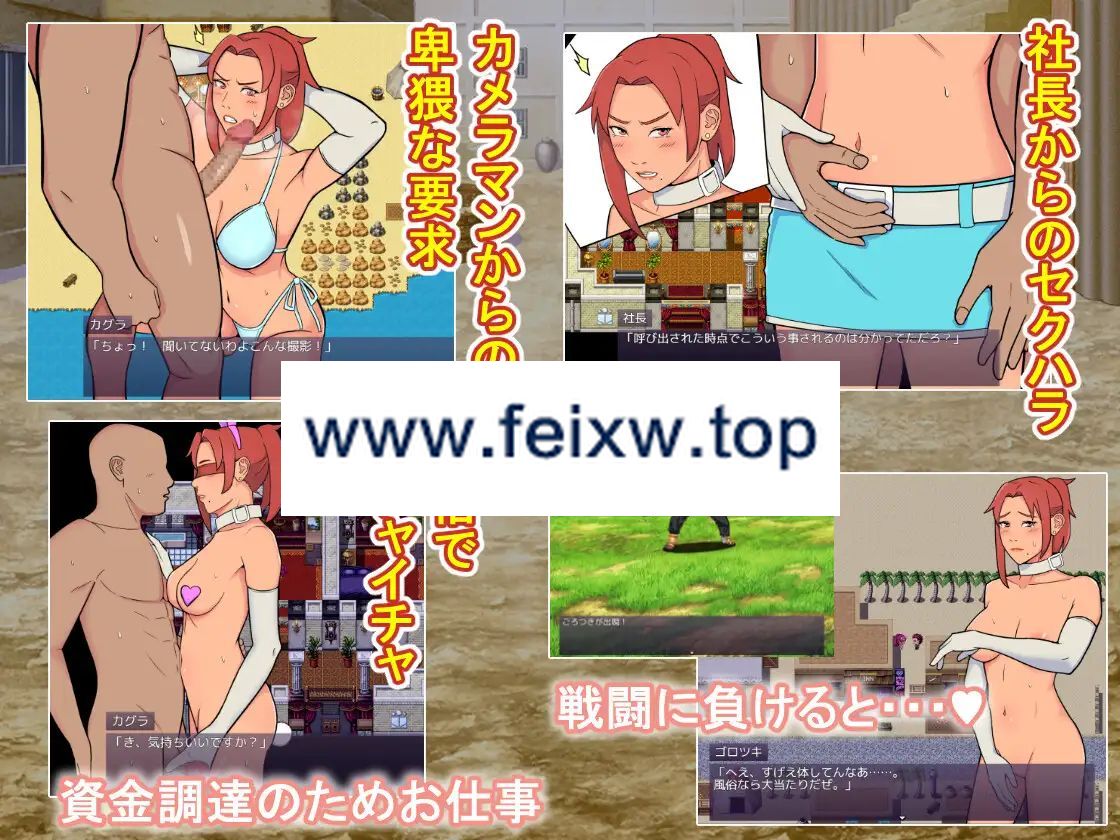 カメラマンからの
卑猥な要求
カグラ
「ちょっ！　聞いてないわよこんな撮影！」
社長からのセクハラ
社長
「呼び出された時点でこういう事されるのは分かってただろ？」
www.feixw.top
で
ャイチャ
カグラ
「き、気持ちいいですか？」
資金調達のためお仕事
ごろつきが出現！
戦闘に負けると・・・♥
INN
ゴロツキ
「へえ、すげえ体してんなあ……。
風俗なら大当たりだぜ。」